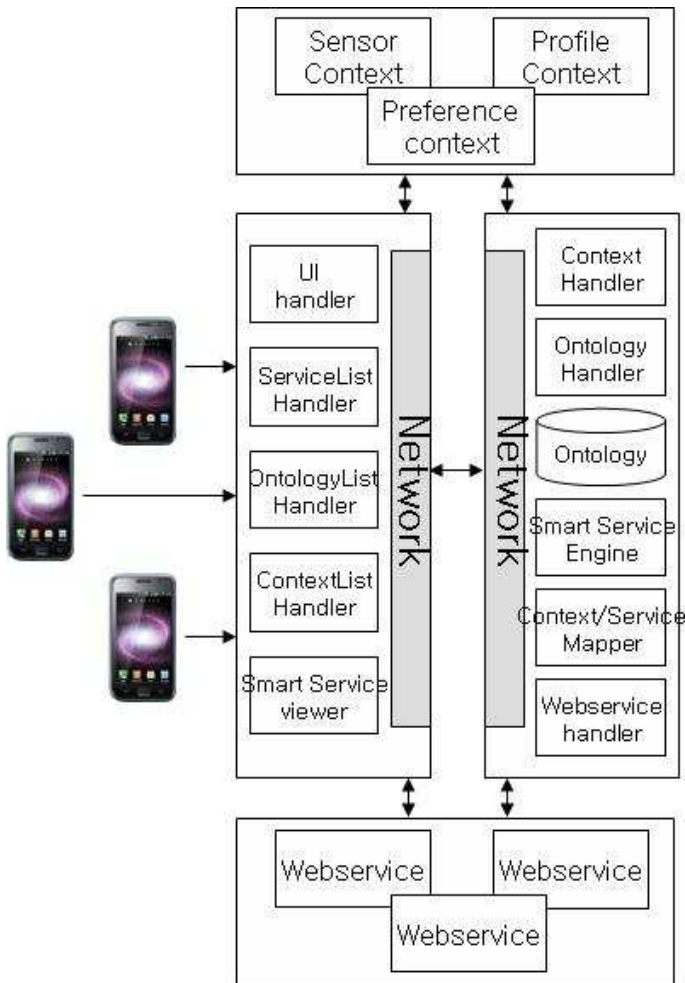 Sensor
Context
Profile
Context
Preference
context
UI
handler
ServiceList
Handler
OntologyList
Handler
ContextList
Handler
Smart Service
viewer
Network
Network
Context
Handler
Ontology
Handler
Ontology
Smart Service
Engine
Context/Service
Mapper
Webservice
handler
Webservice
Webservice
Webservice